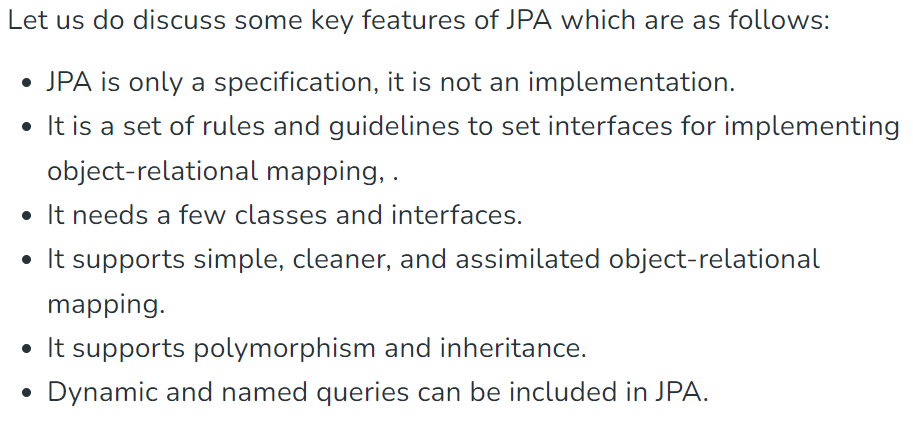 Let us do discuss some key features of JPA which are as follows:
• JPA is only a specification, it is not an implementation.
• It is a set of rules and guidelines to set interfaces for implementing
object-relational mapping, .
• It needs a few classes and interfaces.
• It supports simple, cleaner, and assimilated object-relational
mapping.
• It supports polymorphism and inheritance.
• Dynamic and named queries can be included in JPA.